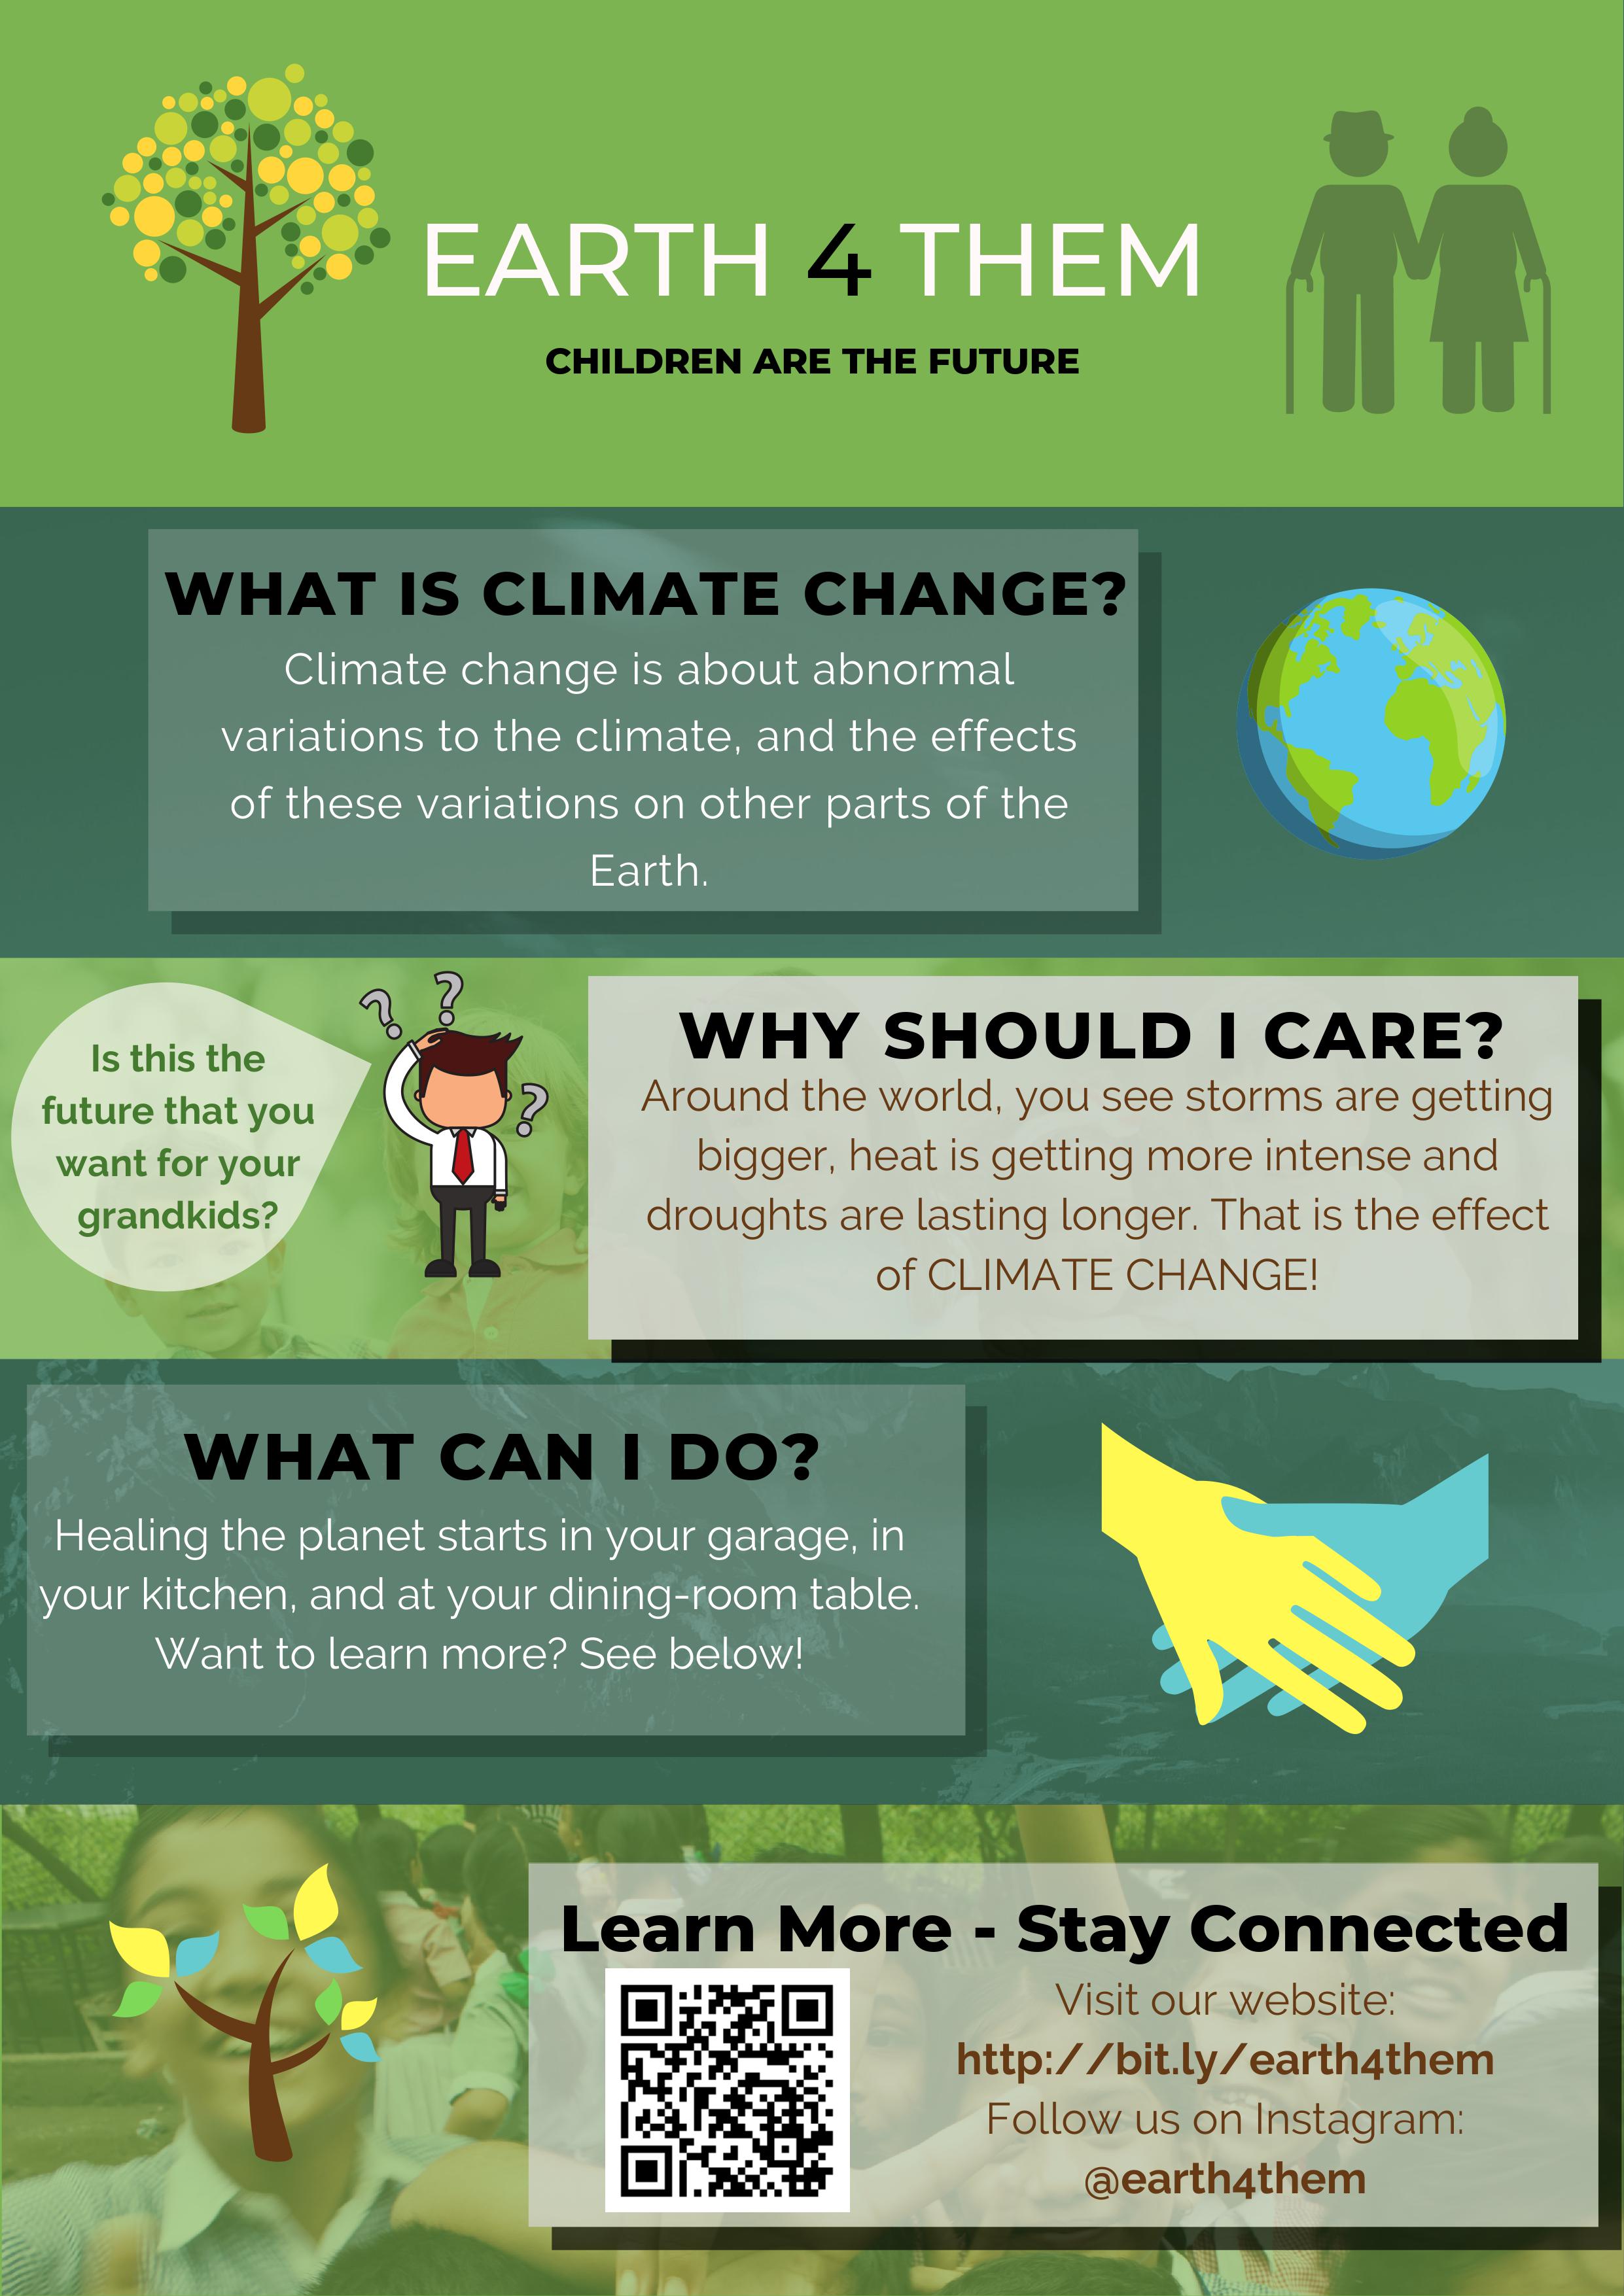 EARTH 4 THEM
CHILDREN ARE THE FUTURE
WHAT IS CLIMATE CHANGE?
Climate change is about abnormal
variations to the climate, and the effects
of these variations on other parts of the
Earth.
Is this the
future that you
want for your
grandkids?
? ? ?
WHY SHOULD I CARE?
Around the world, you see storms are getting
bigger, heat is getting more intense and
droughts are lasting longer. That is the effect
of CLIMATE CHANGE!
WHAT CAN I DO?
Healing the planet starts in your garage, in
your kitchen, and at your dining-room table.
Want to learn more? See below!
Learn More - Stay Connected
Visit our website:
http://bit.ly/earth4them
Follow us on Instagram:
@earth4them